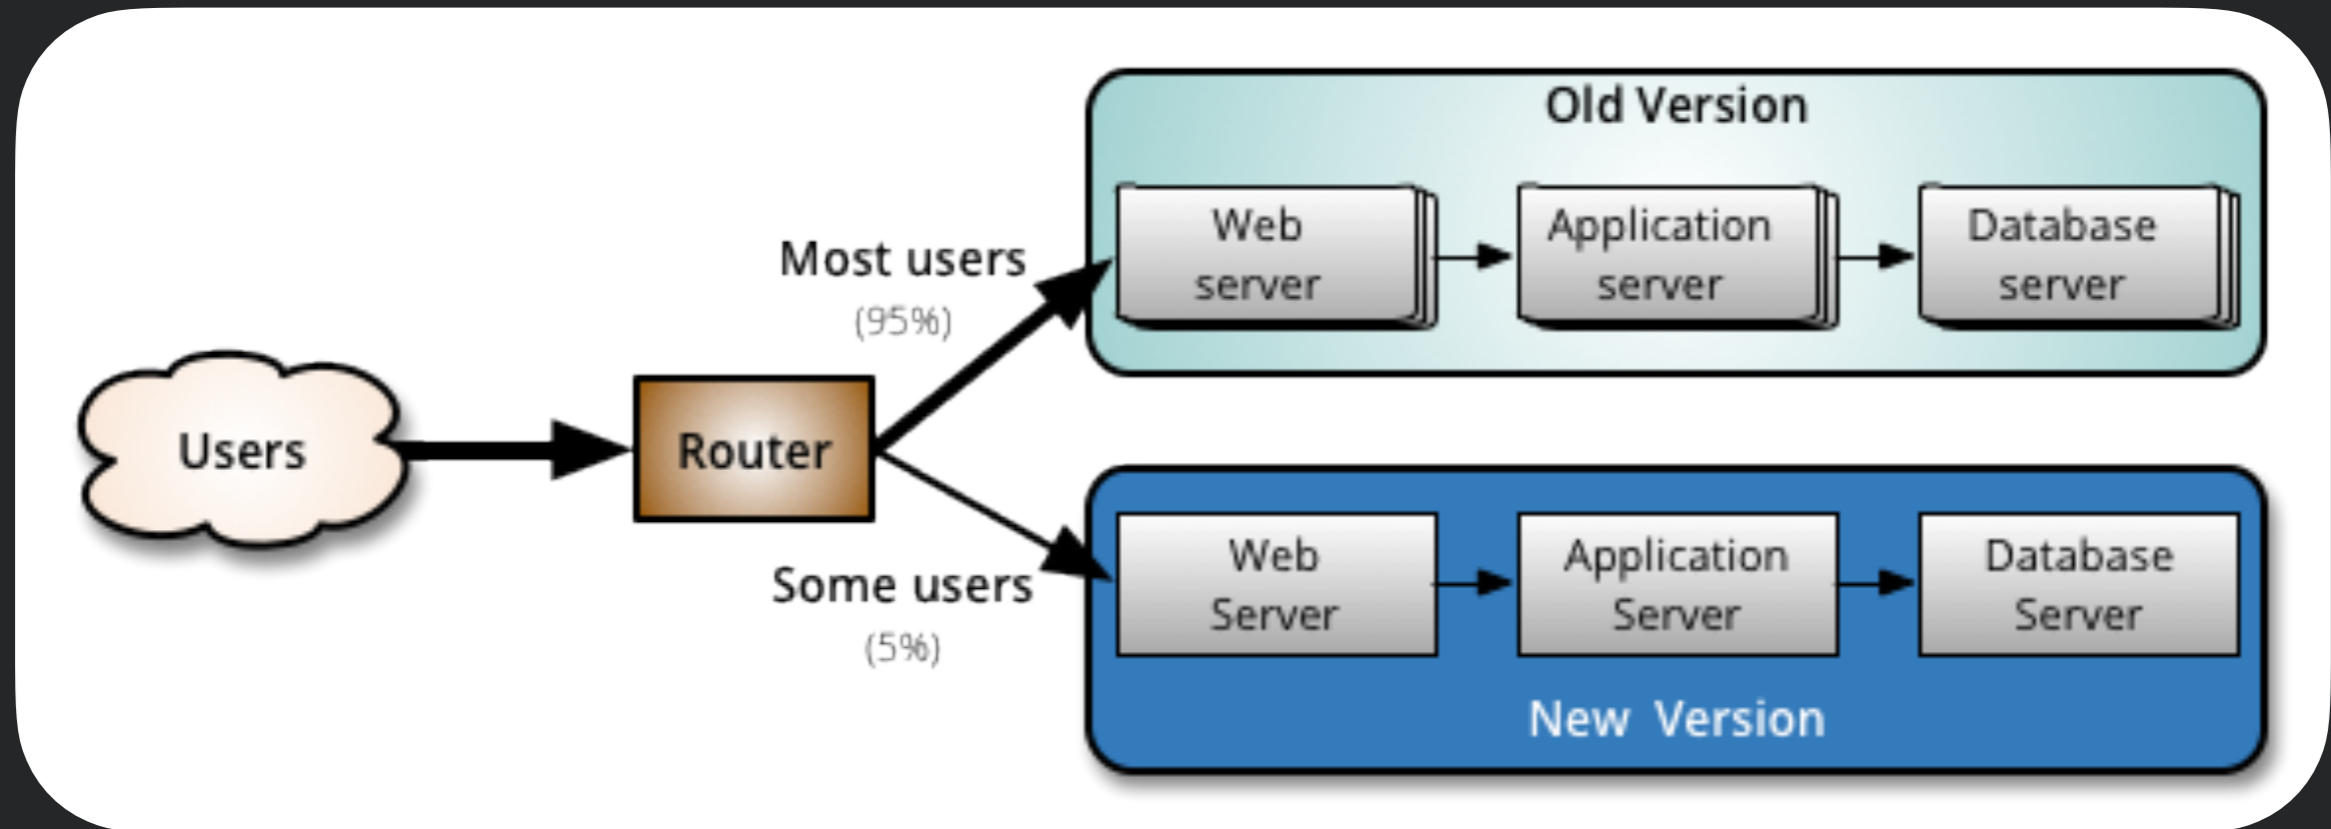 Old Version
Web
server
Application
server
Database
server
Most users
(95%)
Users
Router
Some users
(5%)
Web
Server
Application
Server
Database
Server
New Version